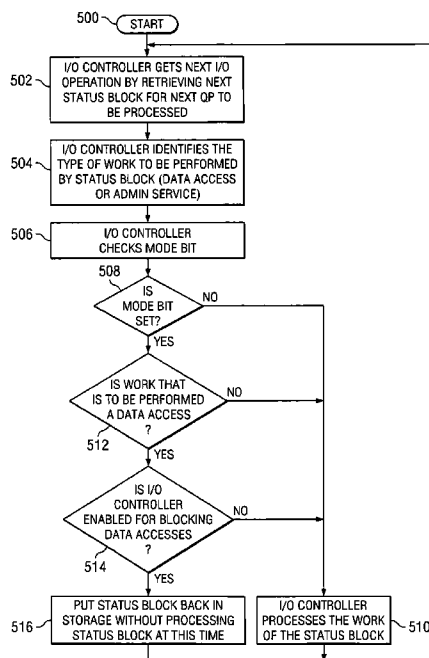 500
START
502
I/O CONTROLLER GETS NEXT I/O
OPERATION BY RETRIEVING NEXT
STATUS BLOCK FOR NEXT QP TO
BE PROCESSED
504
I/O CONTROLLER IDENTIFIES THE
TYPE OF WORK TO BE PERFORMED
BY STATUS BLOCK (DATA ACCESS
OR ADMIN SERVICE)
506
I/O CONTROLLER
CHECKS MODE BIT
508
IS
MODE BIT
SET?
NO
YES
IS WORK THAT
IS TO BE PERFORMED
A DATA ACCESS
?
NO
512
YES
IS I/O
CONTROLLER
ENABLED FOR BLOCKING
DATA ACCESSES
?
NO
514
YES
516
PUT STATUS BLOCK BACK IN
STORAGE WITHOUT PROCESSING
STATUS BLOCK AT THIS TIME
I/O CONTROLLER
PROCESSES THE WORK
OF THE STATUS BLOCK
510